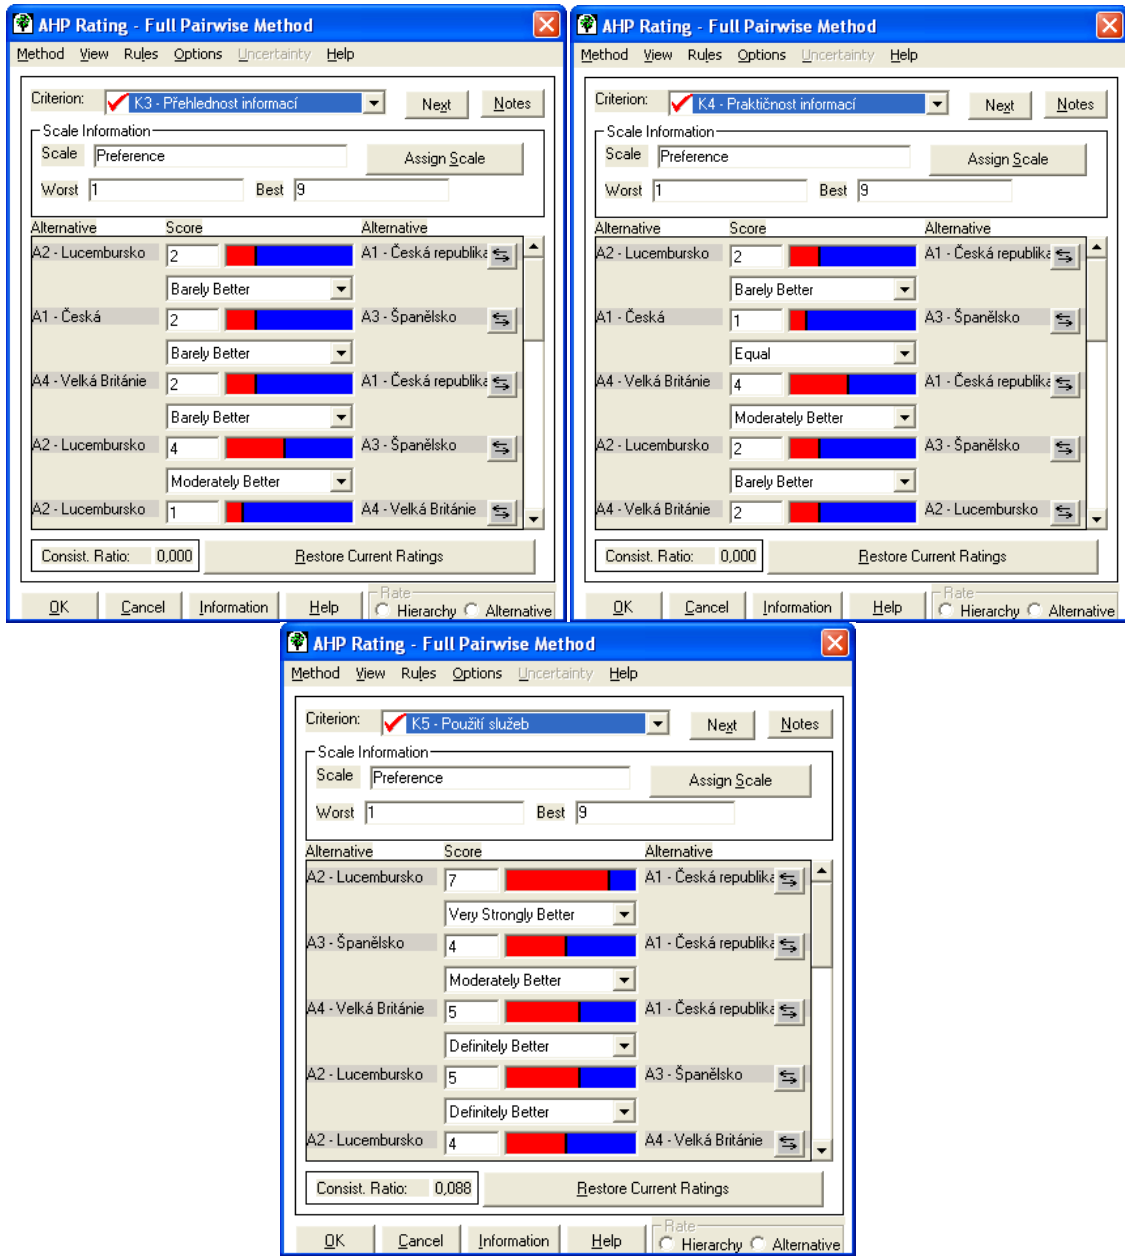 AHP Rating - Full Pairwise Method
Method View Rules Options Uncertainty Help
Criterion: K3 - Přehlednost informací Next Notes
Scale Information
Scale Preference Assign Scale
Worst 1 Best 9
Alternative Score Alternative
A2 - Lucembursko 2 A1 - Česká republika
Barely Better
A1 - Česká 2 A3 - Španělsko
Barely Better
A4 - Velká Británie 2 A1 - Česká republika
Barely Better
A2 - Lucembursko 4 A3 - Španělsko
Moderately Better
A2 - Lucembursko 1 A4 - Velká Británie
Consist. Ratio: 0,000 Restore Current Ratings
Rate
OK Cancel Information Help Hierarchy Alternative
AHP Rating - Full Pairwise Method
Method View Rules Options Uncertainty Help
Criterion: K4 - Praktičnost informací Next Notes
Scale Information
Scale Preference Assign Scale
Worst 1 Best 9
Alternative Score Alternative
A2 - Lucembursko 2 A1 - Česká republika
Barely Better
A1 - Česká 1 A3 - Španělsko
Equal
A4 - Velká Británie 4 A1 - Česká republika
Moderately Better
A2 - Lucembursko 2 A3 - Španělsko
Barely Better
A4 - Velká Británie 2 A2 - Lucembursko
Consist. Ratio: 0,000 Restore Current Ratings
Rate
OK Cancel Information Help Hierarchy Alternative
AHP Rating - Full Pairwise Method
Method View Rules Options Uncertainty Help
Criterion: K5 - Použití služeb Next Notes
Scale Information
Scale Preference Assign Scale
Worst 1 Best 9
Alternative Score Alternative
A2 - Lucembursko 7 A1 - Česká republika
Very Strongly Better
A3 - Španělsko 4 A1 - Česká republika
Moderately Better
A4 - Velká Británie 5 A1 - Česká republika
Definitely Better
A2 - Lucembursko 5 A3 - Španělsko
Definitely Better
A2 - Lucembursko 4 A4 - Velká Británie
Consist. Ratio: 0,088 Restore Current Ratings
Rate
OK Cancel Information Help Hierarchy Alternative